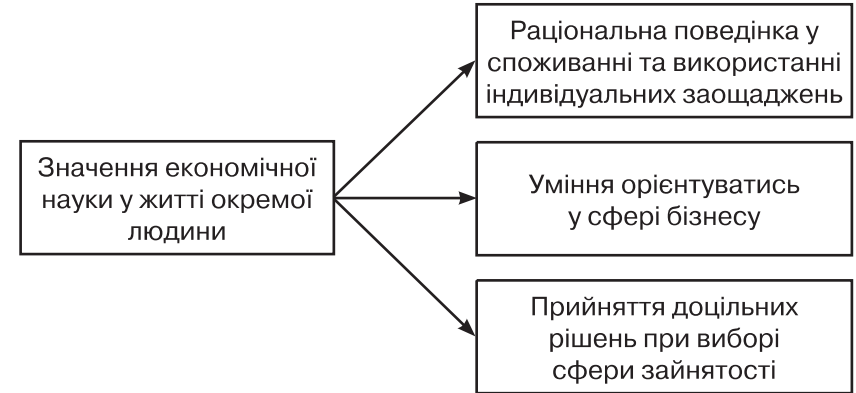 Значення економічної
науки у житті окремої
людини
Раціональна поведінка у
споживанні та використанні
індивідуальних заощаджень
Уміння орієнтуватись
у сфері бізнесу
Прийняття доцільних
рішень при виборі
сфери зайнятості